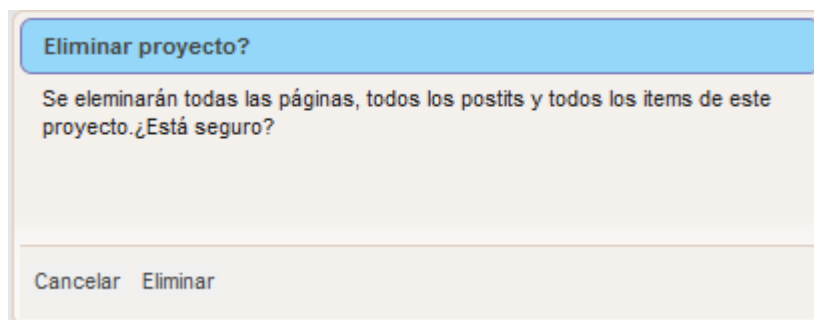 Eliminar proyecto?
Se eleminarán todas las páginas, todos los postits y todos los items de este
proyecto.¿Está seguro?
Cancelar Eliminar